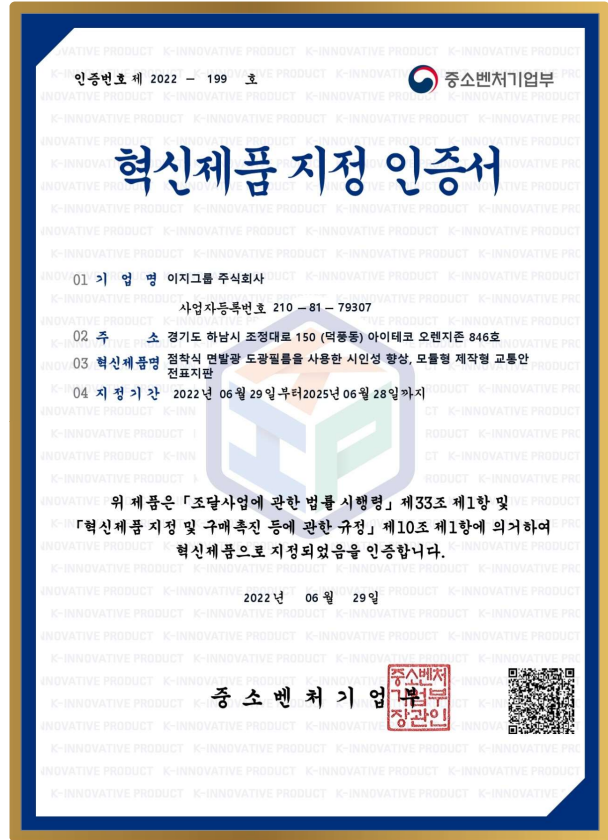 인증번호 제 2022 - 199 호
중소벤처기업부
혁신제품 지정 인증서
01 기 업 명 이지그룹 주식회사
사업자등록번호 210 - 81 - 79307
02 주 소 경기도 하남시 조정대로 150 (덕풍동) 아이테코 오렌지존 846호
03 혁신제품명 점착식 면발광 도광필름을 사용한 시인성 향상, 모듈형 제작형 교통안
전표지판
04 지정기간 2022년 06월 29일부터2025년 06월 28일까지
위 제품은 「조달사업에 관한 법률 시행령」 제33조 제1항 및
「혁신제품 지정 및 구매촉진 등에 관한 규정」 제10조 제1항에 의거하여
혁신제품으로 지정되었음을 인증합니다.
2022년 06월 29일
중소벤처기업부
중소벤처
기업부
장관인